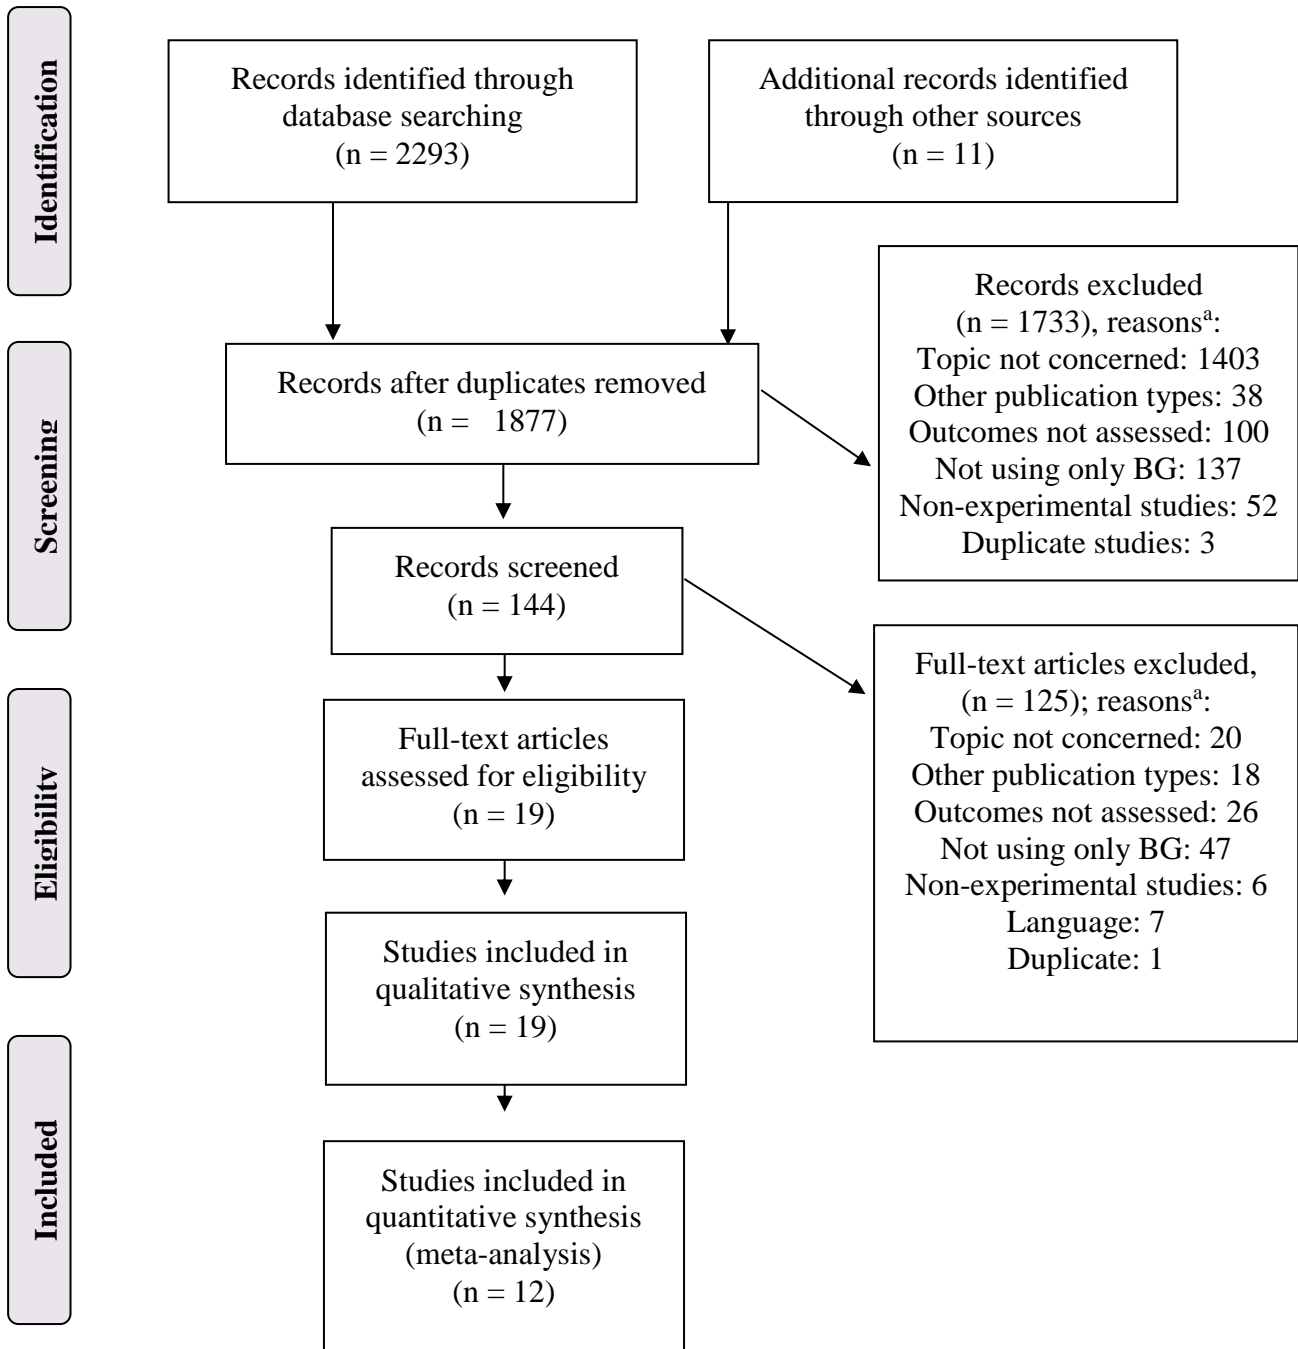 Identification
Records identified through
database searching
(n = 2293)
Additional records identified
through other sources
(n = 11)
Records excluded
(n = 1733), reasonsᵃ:
Topic not concerned: 1403
Other publication types: 38
Outcomes not assessed: 100
Not using only BG: 137
Non-experimental studies: 52
Duplicate studies: 3
Screening
Records after duplicates removed
(n =   1877)
Records screened
(n = 144)
Full-text articles excluded,
(n = 125); reasonsᵃ:
Topic not concerned: 20
Other publication types: 18
Outcomes not assessed: 26
Not using only BG: 47
Non-experimental studies: 6
Language: 7
Duplicate: 1
Eligibility
Full-text articles
assessed for eligibility
(n = 19)
Studies included in
qualitative synthesis
(n = 19)
Included
Studies included in
quantitative synthesis
(meta-analysis)
(n = 12)